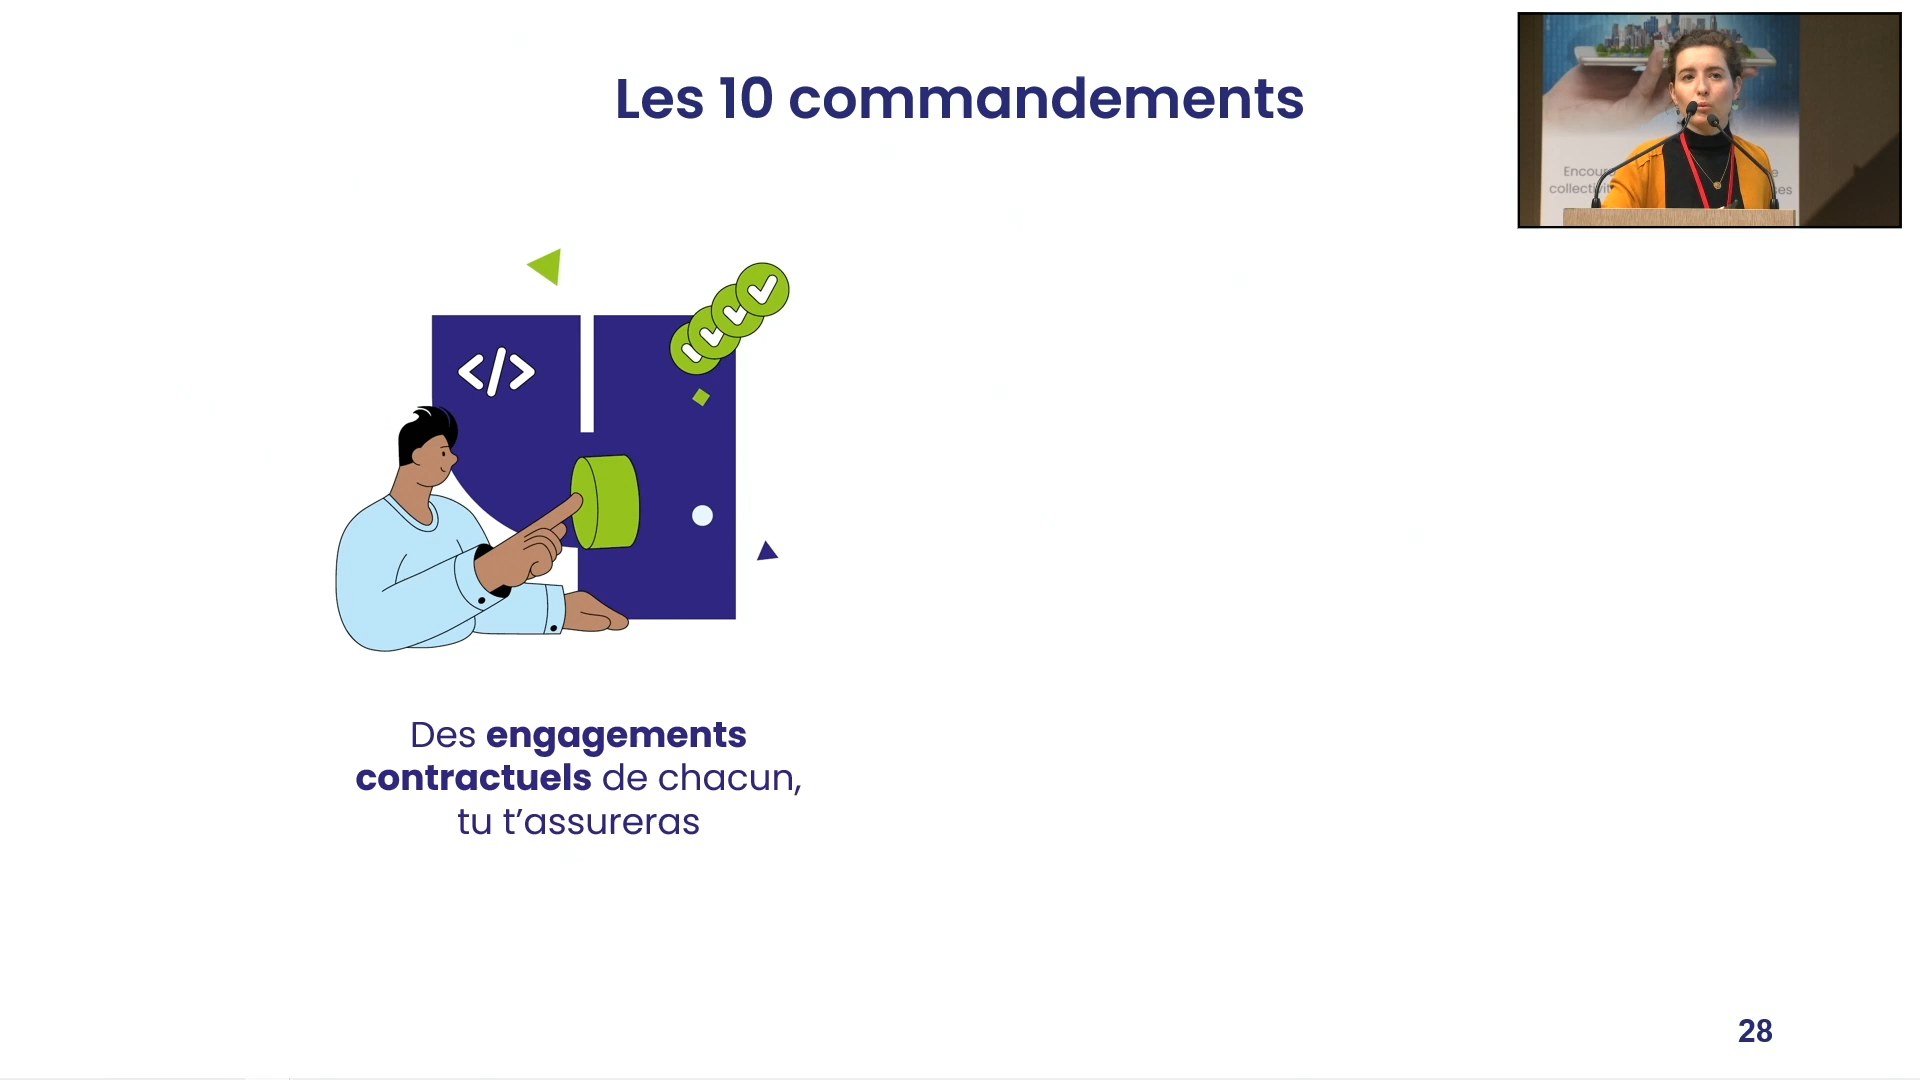 Les 10 commandements
</>
Des engagements
contractuels de chacun,
tu t’assureras
28